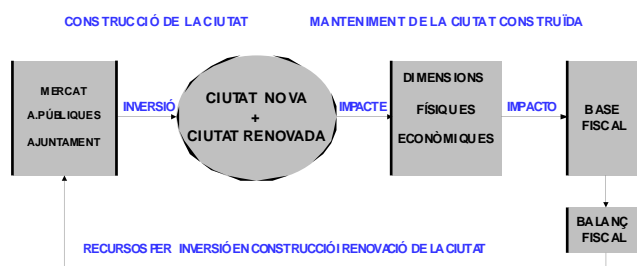 CONSTRUCCIÓ DE LA CIUTAT
MANTENIMENT DE LA CIUTAT CONSTRUÏDA
MERCAT
A.PÚBLIQUES
AJUNTAMENT
INVERSIÓ
CIUTAT NOVA
+
CIUTAT RENOVADA
IMPACTE
DIMENSIONS
FÍSIQUES
ECONÒMIQUES
IMPACTO
BASE
FISCAL
BALANÇ
FISCAL
RECURSOS PER INVERSIÓ EN CONSTRUCCIÓ I RENOVACIÓ DE LA CIUTAT